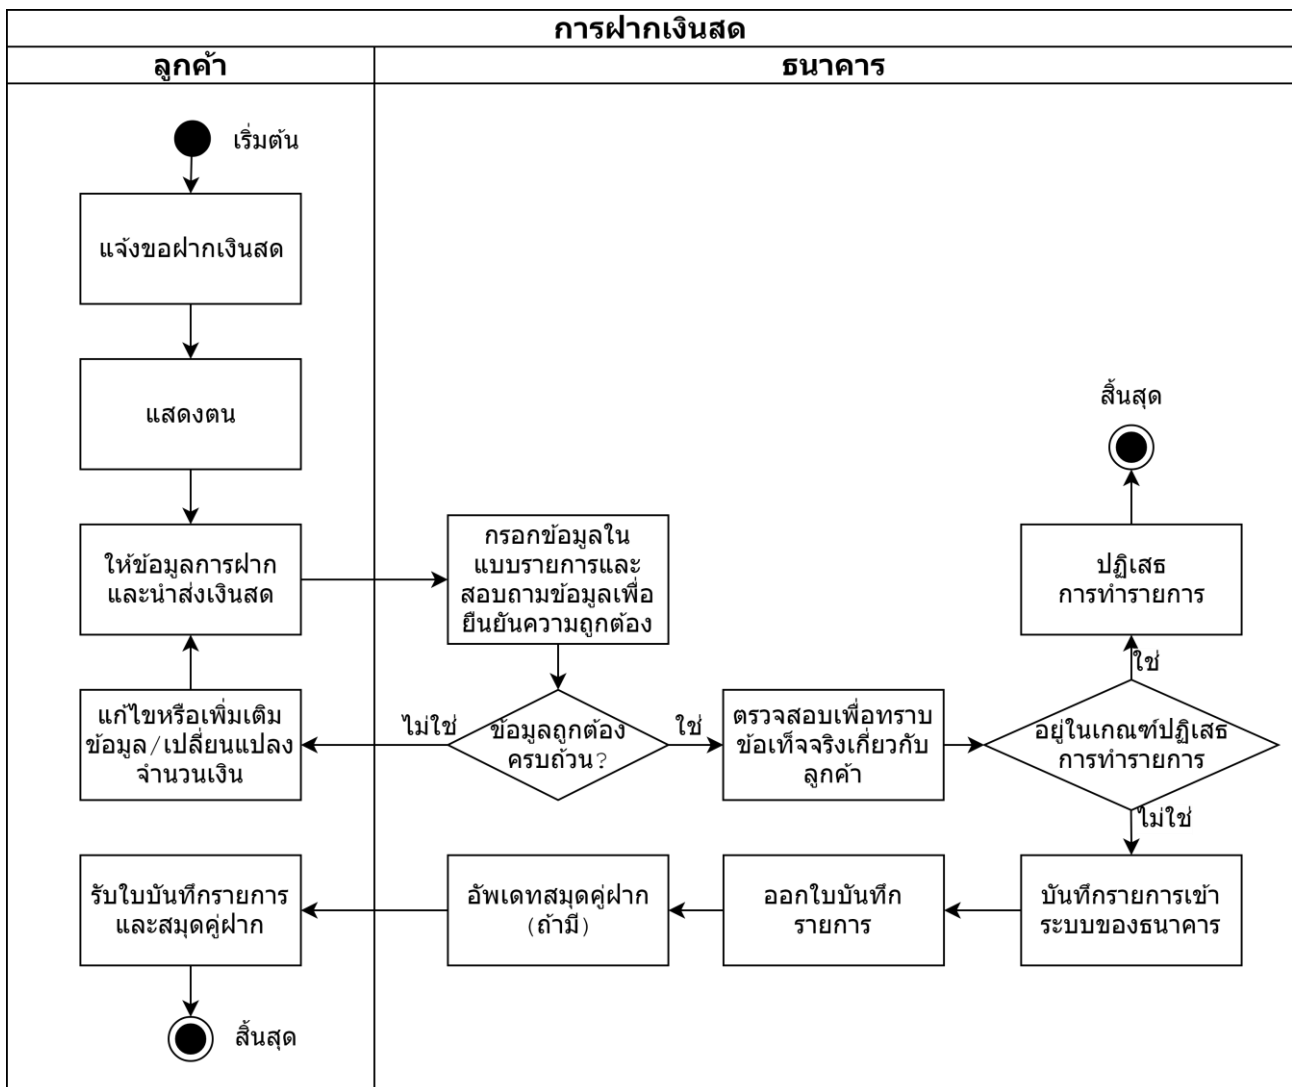 การฝากเงินสด
ลูกค้า
ธนาคาร
เริ่มต้น
แจ้งขอฝากเงินสด
แสดงตน
ให้ข้อมูลการฝาก
และนำส่งเงินสด
กรอกข้อมูลใน
แบบรายการและ
สอบถามข้อมูลเพื่อ
ยืนยันความถูกต้อง
สิ้นสุด
ปฏิเสธ
การทำรายการ
ใช่
แก้ไขหรือเพิ่มเติม
ข้อมูล/เปลี่ยนแปลง
จำนวนเงิน
ไม่ใช่
ข้อมูลถูกต้อง
ครบถ้วน?
ใช่
ตรวจสอบเพื่อทราบ
ข้อเท็จจริงเกี่ยวกับ
ลูกค้า
อยู่ในเกณฑ์ปฏิเสธ
การทำรายการ
ไม่ใช่
รับใบบันทึกรายการ
และสมุดคู่ฝาก
อัพเดทสมุดคู่ฝาก
(ถ้ามี)
ออกใบบันทึก
รายการ
บันทึกรายการเข้า
ระบบของธนาคาร
สิ้นสุด